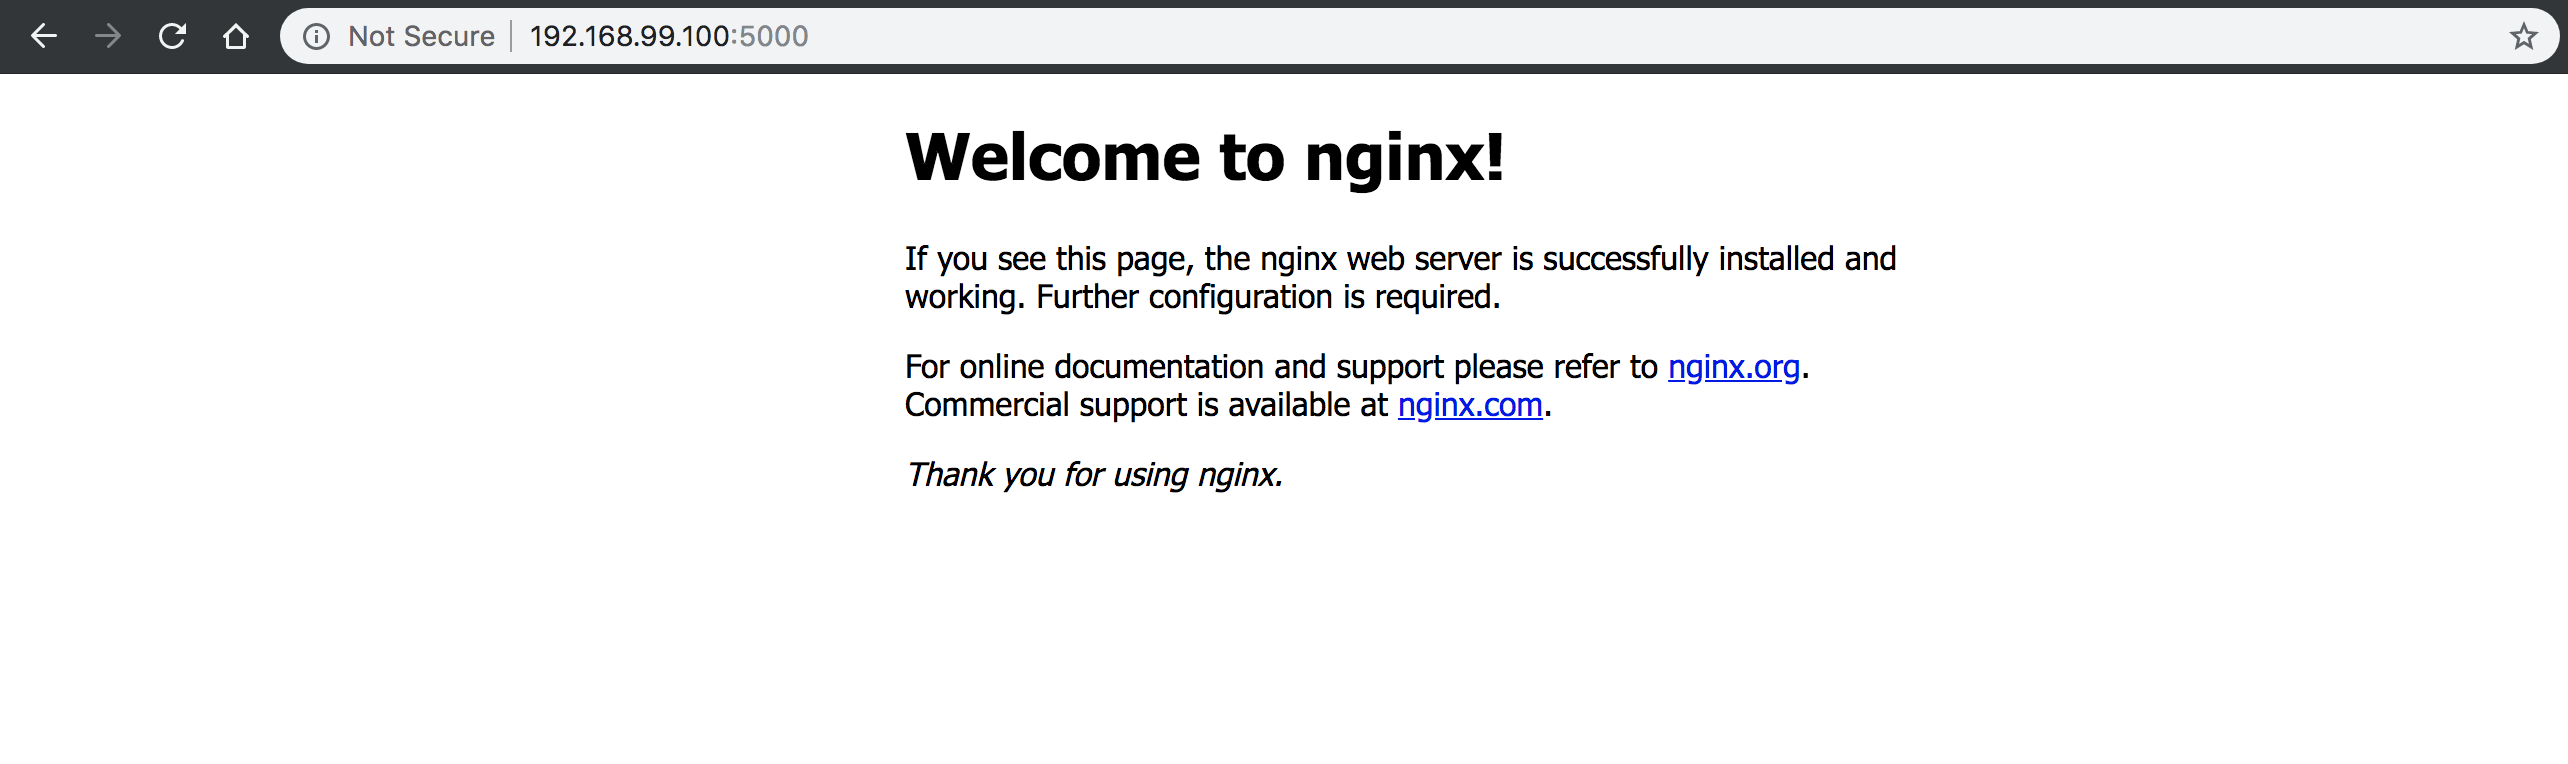 Not Secure 192.168.99.100:5000
Welcome to nginx!
If you see this page, the nginx web server is successfully installed and
working. Further configuration is required.
For online documentation and support please refer to nginx.org.
Commercial support is available at nginx.com.
Thank you for using nginx.